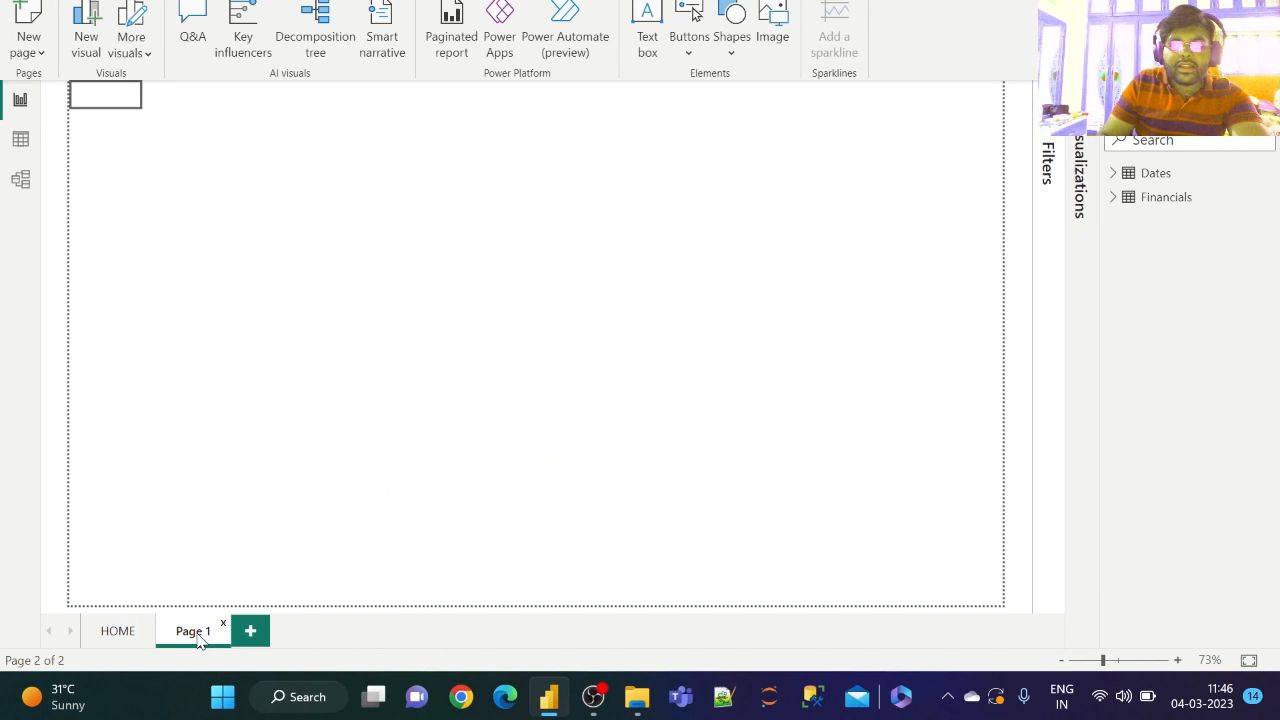 New page
New visual
More visuals
Q&A
Key influencers
Decomposition tree
Smart narrative
Paginated report
Power Apps
Power Automate (preview)
Text box
Buttons
Shapes
Image
Add a sparkline
Pages
Visuals
AI visuals
Power Platform
Elements
Sparklines
Filters
sualizations
Search
Dates
Financials
HOME
Page 1
x
Page 2 of 2
73%
31°C
Sunny
Search
ENG
IN
11:46
04-03-2023
14